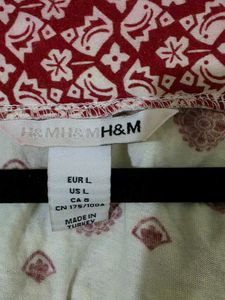 H&M H&M H&M
EUR L
US L
CA G
CN 175/100A
MADE IN
TURKEY